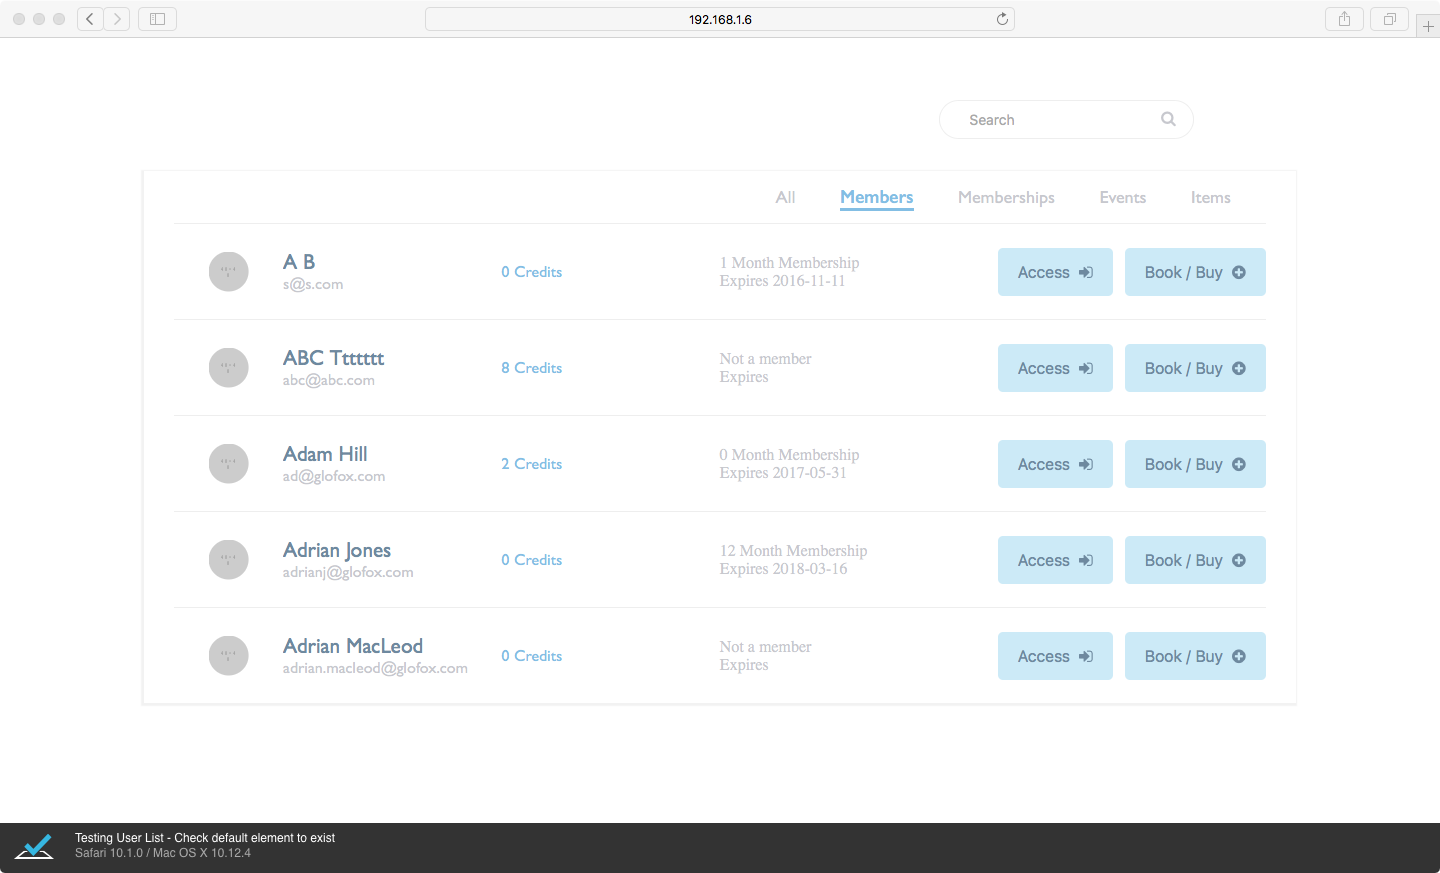 192.168.1.6
Search
All Members Memberships Events Items
A B
s@s.com
0 Credits
1 Month Membership
Expires 2016-11-11
Access
Book / Buy
ABC Ttttttt
abc@abc.com
8 Credits
Not a member
Expires
Access
Book / Buy
Adam Hill
ad@glofox.com
2 Credits
0 Month Membership
Expires 2017-05-31
Access
Book / Buy
Adrian Jones
adrianj@glofox.com
0 Credits
12 Month Membership
Expires 2018-03-16
Access
Book / Buy
Adrian MacLeod
adrian.macleod@glofox.com
0 Credits
Not a member
Expires
Access
Book / Buy
Testing User List - Check default element to exist
Safari 10.1.0 / Mac OS X 10.12.4